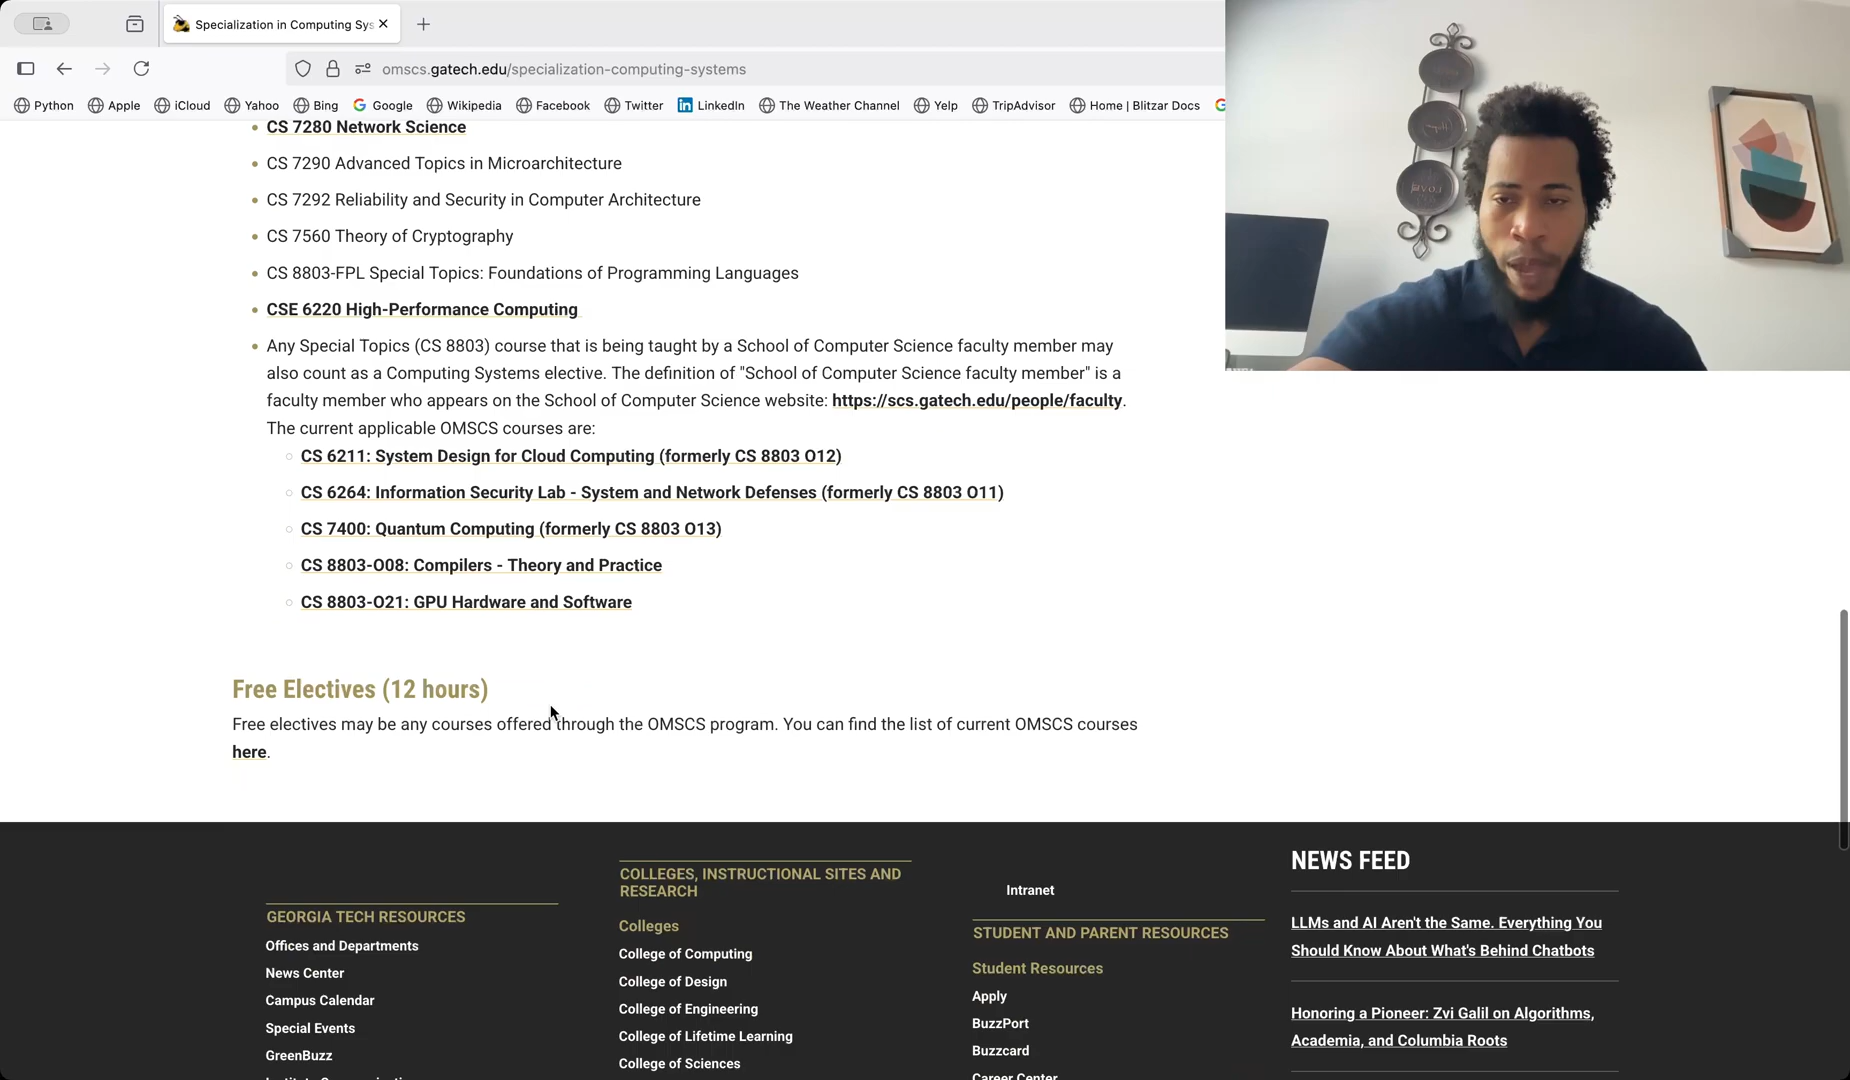 Specialization in Computing Sys
omscs.gatech.edu/specialization-computing-systems
Python Apple iCloud Yahoo Bing Google Wikipedia Facebook Twitter LinkedIn The Weather Channel Yelp TripAdvisor Home | Blitzar Docs
CS 7280 Network Science
CS 7290 Advanced Topics in Microarchitecture
CS 7292 Reliability and Security in Computer Architecture
CS 7560 Theory of Cryptography
CS 8803-FPL Special Topics: Foundations of Programming Languages
CSE 6220 High-Performance Computing
Any Special Topics (CS 8803) course that is being taught by a School of Computer Science faculty member may
also count as a Computing Systems elective. The definition of "School of Computer Science faculty member" is a
faculty member who appears on the School of Computer Science website: https://scs.gatech.edu/people/faculty.
The current applicable OMSCS courses are:
CS 6211: System Design for Cloud Computing (formerly CS 8803 O12)
CS 6264: Information Security Lab - System and Network Defenses (formerly CS 8803 O11)
CS 7400: Quantum Computing (formerly CS 8803 O13)
CS 8803-O08: Compilers - Theory and Practice
CS 8803-O21: GPU Hardware and Software
Free Electives (12 hours)
Free electives may be any courses offered through the OMSCS program. You can find the list of current OMSCS courses
here.
GEORGIA TECH RESOURCES
Offices and Departments
News Center
Campus Calendar
Special Events
GreenBuzz
COLLEGES, INSTRUCTIONAL SITES AND
RESEARCH
Colleges
College of Computing
College of Design
College of Engineering
College of Lifetime Learning
College of Sciences
Intranet
STUDENT AND PARENT RESOURCES
Student Resources
Apply
BuzzPort
Buzzcard
Career Center
NEWS FEED
LLMs and AI Aren't the Same. Everything You
Should Know About What's Behind Chatbots
Honoring a Pioneer: Zvi Galil on Algorithms,
Academia, and Columbia Roots